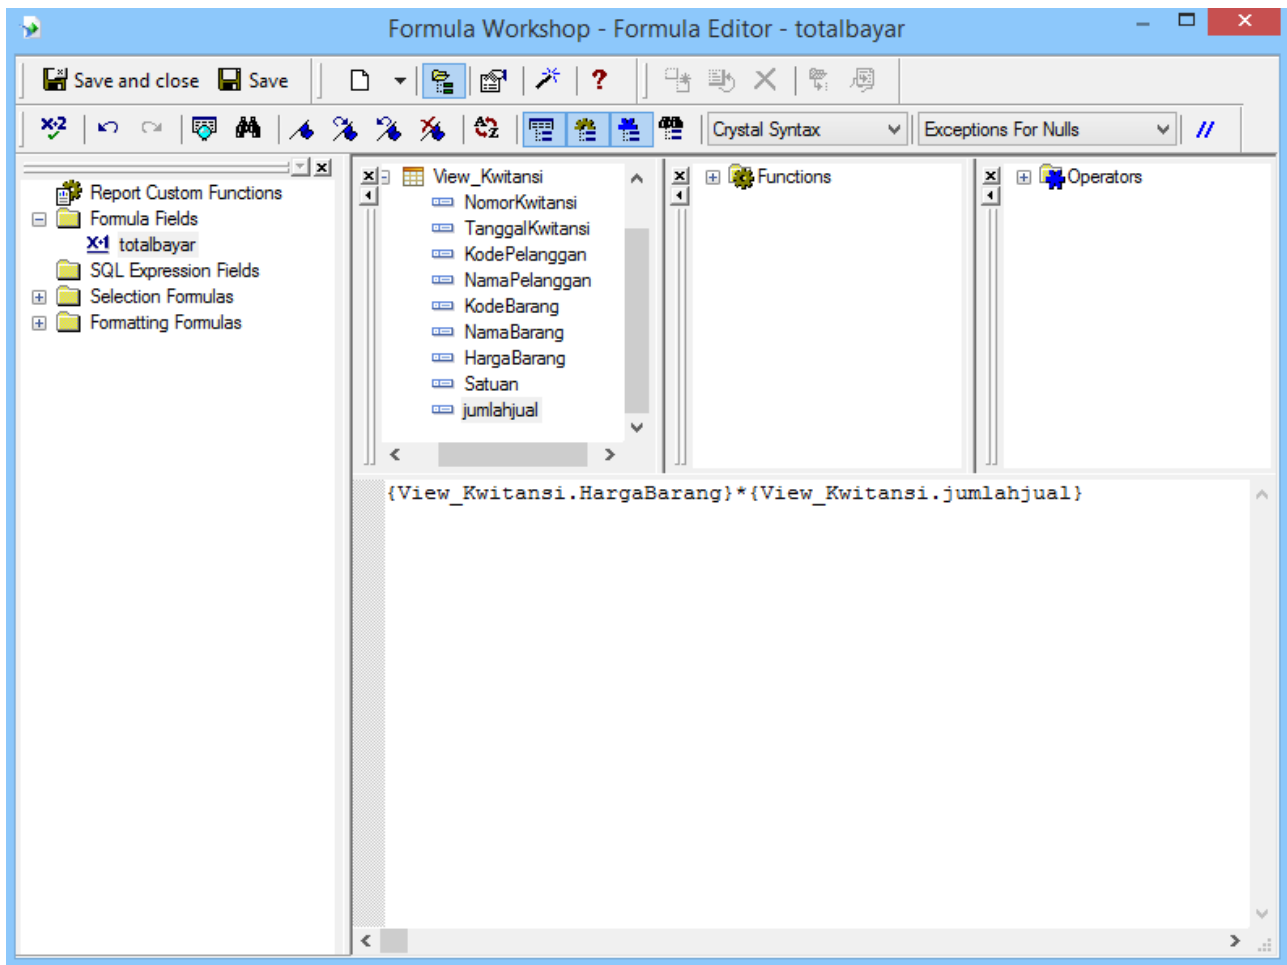 Formula Workshop - Formula Editor - totalbayar
Save and close Save
Crystal Syntax Exceptions For Nulls //
Report Custom Functions
Formula Fields
totalbayar
SQL Expression Fields
Selection Formulas
Formatting Formulas
View_Kwitansi
NomorKwitansi
TanggalKwitansi
KodePelanggan
NamaPelanggan
KodeBarang
NamaBarang
HargaBarang
Satuan
jumlahjual
Functions
Operators
{View_Kwitansi.HargaBarang}*{View_Kwitansi.jumlahjual}